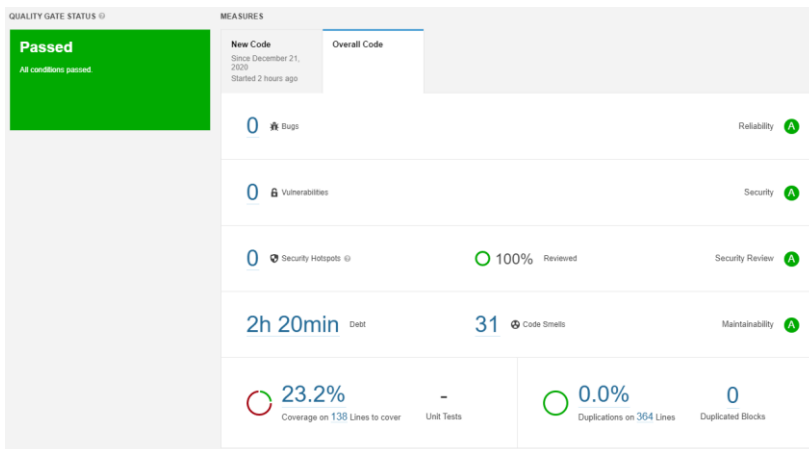 QUALITY GATE STATUS
MEASURES
Passed
All conditions passed.
New Code
Since December 21,
2020
Started 2 hours ago
Overall Code
0 Bugs
Reliability A
0 Vulnerabilities
Security A
0 Security Hotspots
100% Reviewed
Security Review A
2h 20min Debt
31 Code Smells
Maintainability A
23.2%
Coverage on 138 Lines to cover
-
Unit Tests
0.0%
Duplications on 364 Lines
0
Duplicated Blocks